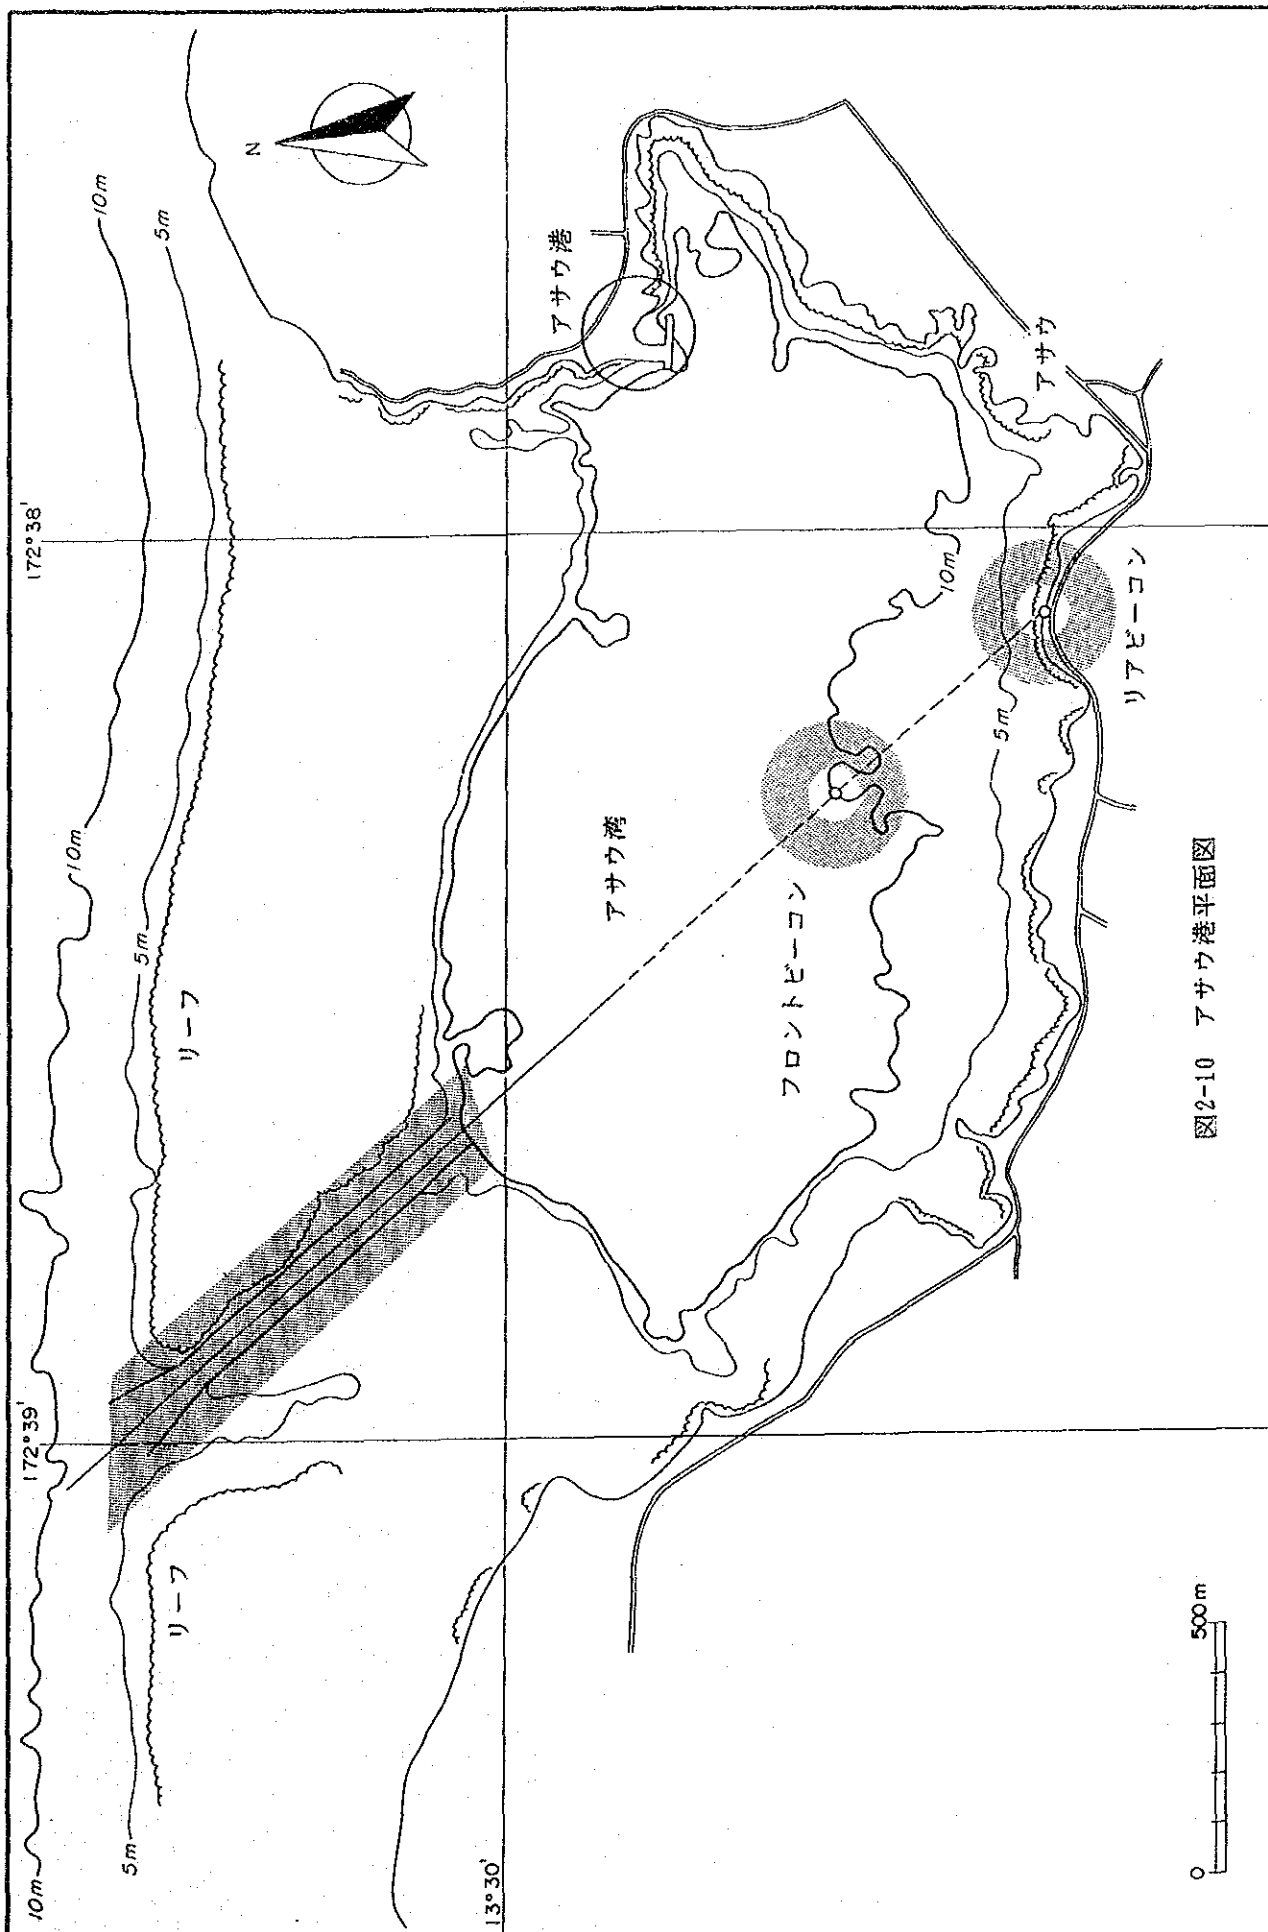 172°39'
172°38'
13°30'
N
10m
10m
10m
5m
5m
5m
リーフ
リーフ
アサウ港
アサウ湾
フロントビーコン
10m
5m
アサウ
リアビーコン
0
500m
図2-10 アサウ港平面図